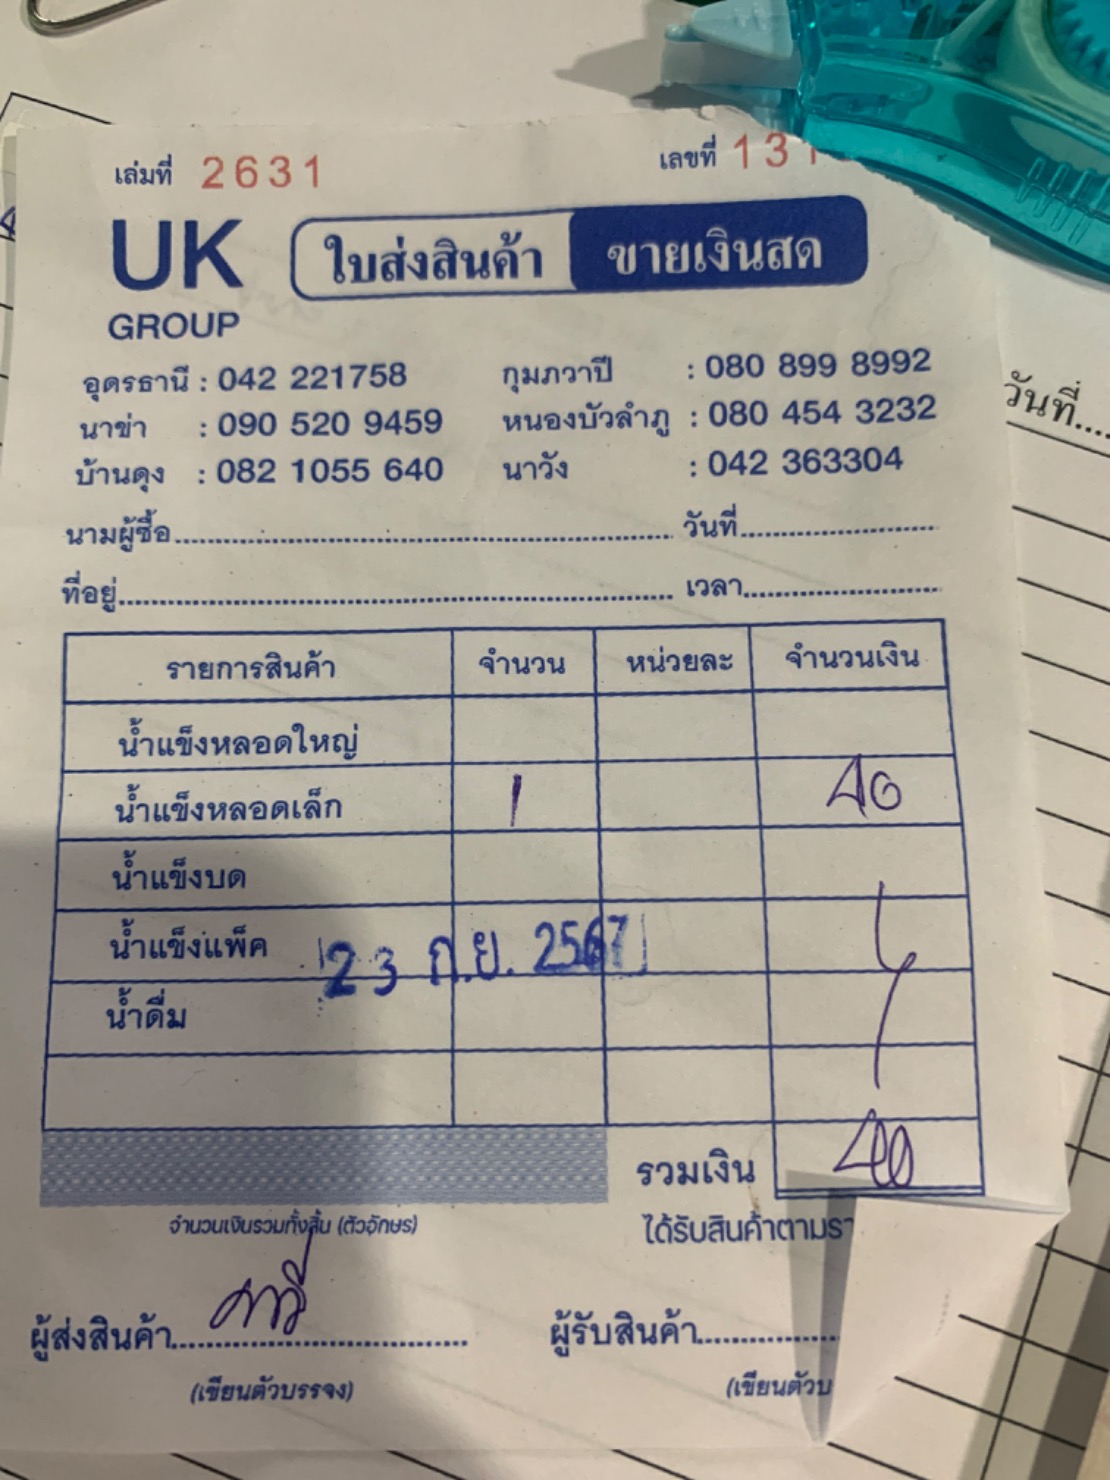 เล่มที่ 2631 เลขที่ 131
UK GROUP
ใบส่งสินค้า ขายเงินสด
อุดรธานี : 042 221758 กุมภวาปี : 080 899 8992
นาข่า : 090 520 9459 หนองบัวลำภู : 080 454 3232
บ้านดุง : 082 1055 640 นาวัง : 042 363304
นามผู้ซื้อ วันที่
ที่อยู่ เวลา
รายการสินค้า จำนวน หน่วยละ จำนวนเงิน
น้ำแข็งหลอดใหญ่
น้ำแข็งหลอดเล็ก 1 40
น้ำแข็งบด
น้ำแข็งแพ็ค
23 ก.ย. 2567
น้ำดื่ม
รวมเงิน 40
จำนวนเงินรวมทั้งสิ้น (ตัวอักษร) ได้รับสินค้าตามรา
ผู้ส่งสินค้า ผู้รับสินค้า
(เขียนตัวบรรจง) (เขียนตัวบ
วันที่